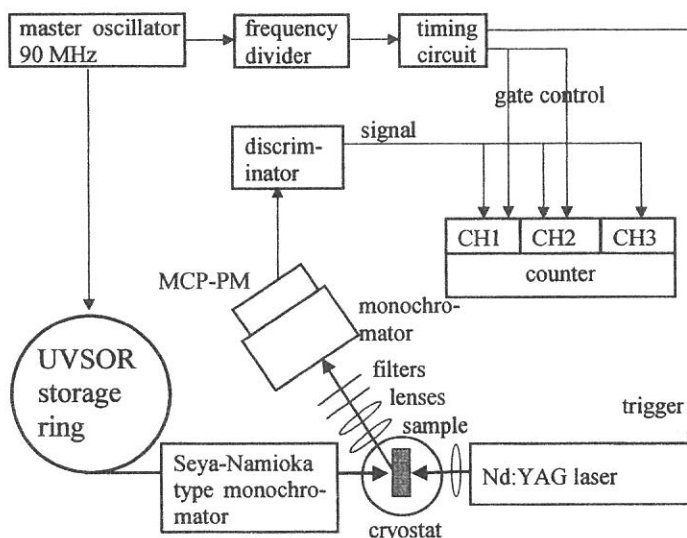 master oscillator
90 MHz
frequency
divider
timing
circuit
gate control
signal
discrim-
inator
CH1
CH2
CH3
counter
MCP-PM
monochro-
mator
UVSOR
storage
ring
filters
lenses
sample
trigger
Seya-Namioka
type monochro-
mator
Nd:YAG laser
cryostat